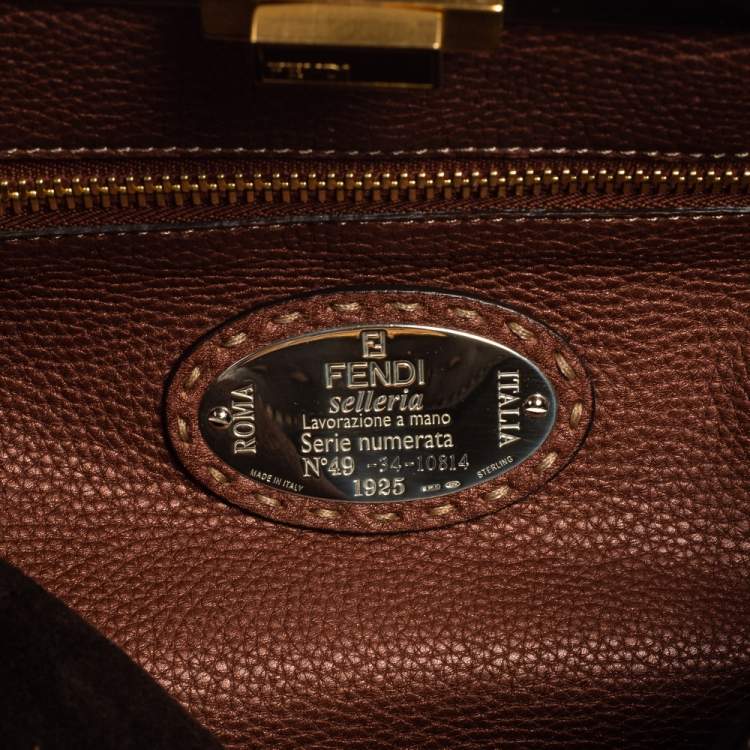 FENDI
selleria
Lavorazione a mano
Serie numerata
N°49 -34-10814
1925
ROMA
ITALIA
MADE IN ITALY
STERLING